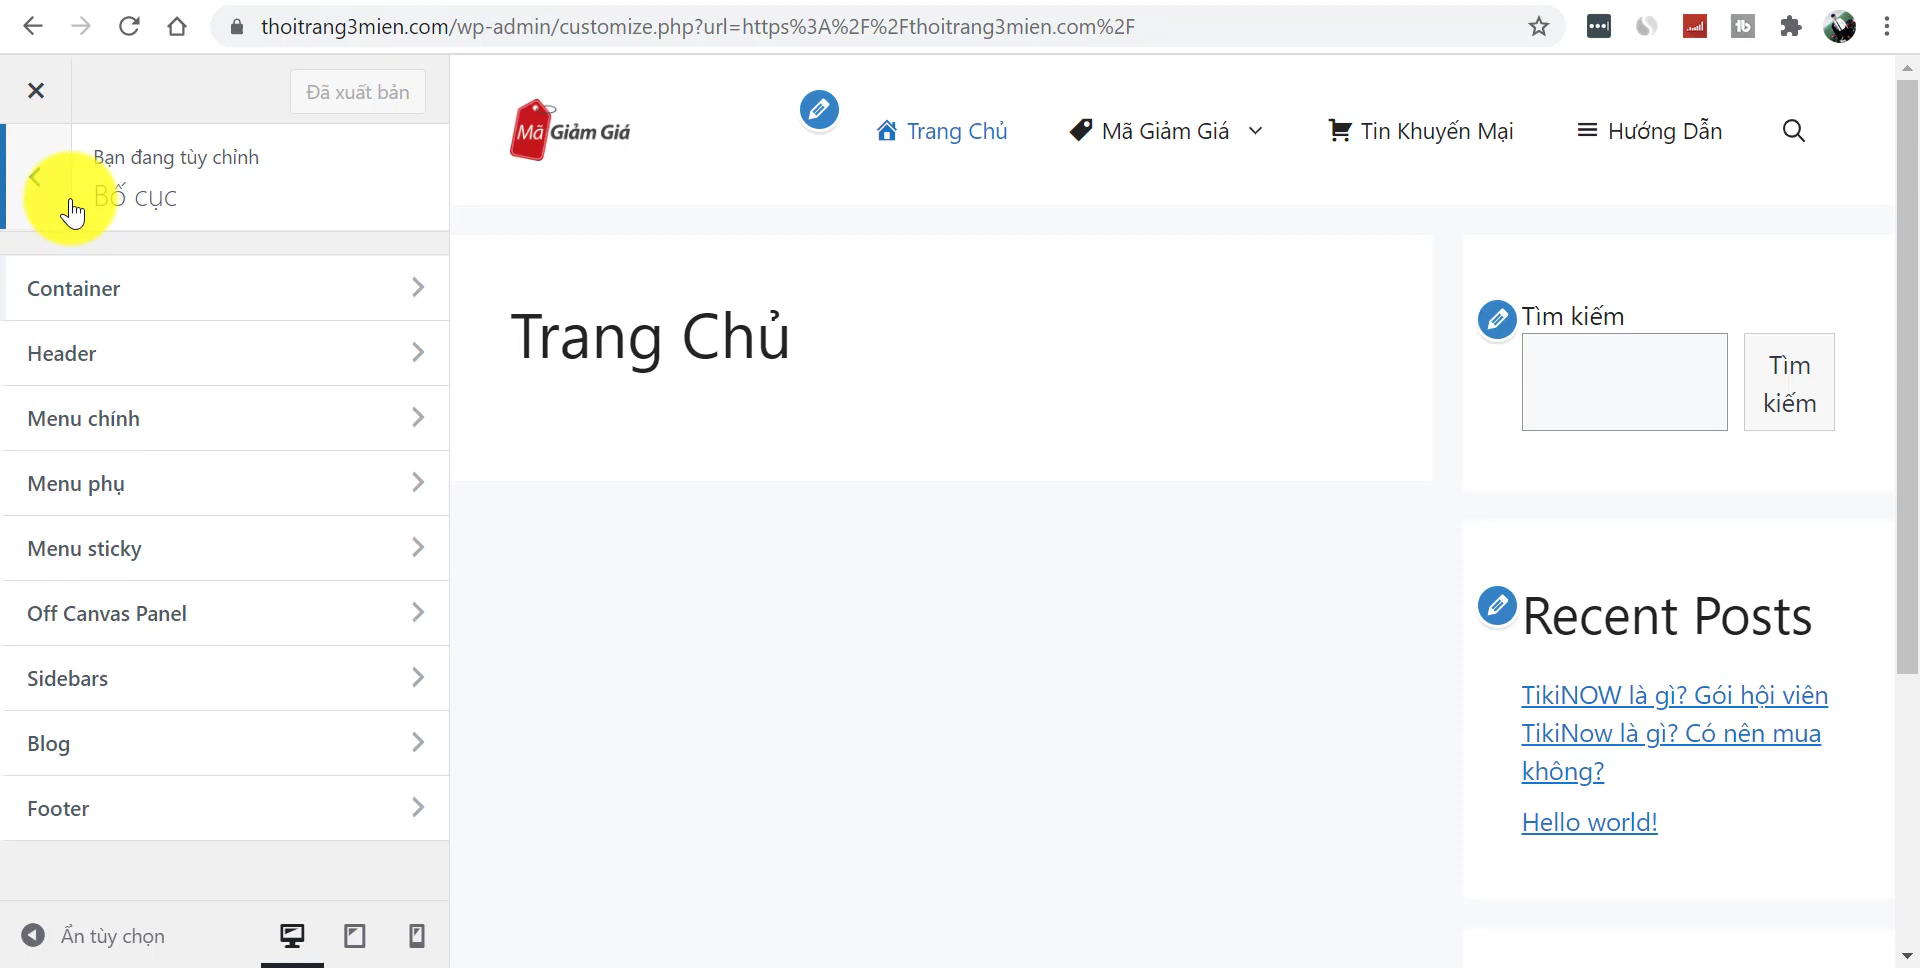 thoitrang3mien.com/wp-admin/customize.php?url=https%3A%2F%2Fthoitrang3mien.com%2F
Đã xuất bản
Bạn đang tùy chỉnh
Bố cục
Container
Header
Menu chính
Menu phụ
Menu sticky
Off Canvas Panel
Sidebars
Blog
Footer
Ẩn tùy chọn
Mã Giảm Giá
Trang Chủ
Mã Giảm Giá
Tin Khuyến Mại
Hướng Dẫn
Trang Chủ
Tìm kiếm
Tìm
kiếm
Recent Posts
TikiNOW là gì? Gói hội viên
TikiNow là gì? Có nên mua
không?
Hello world!